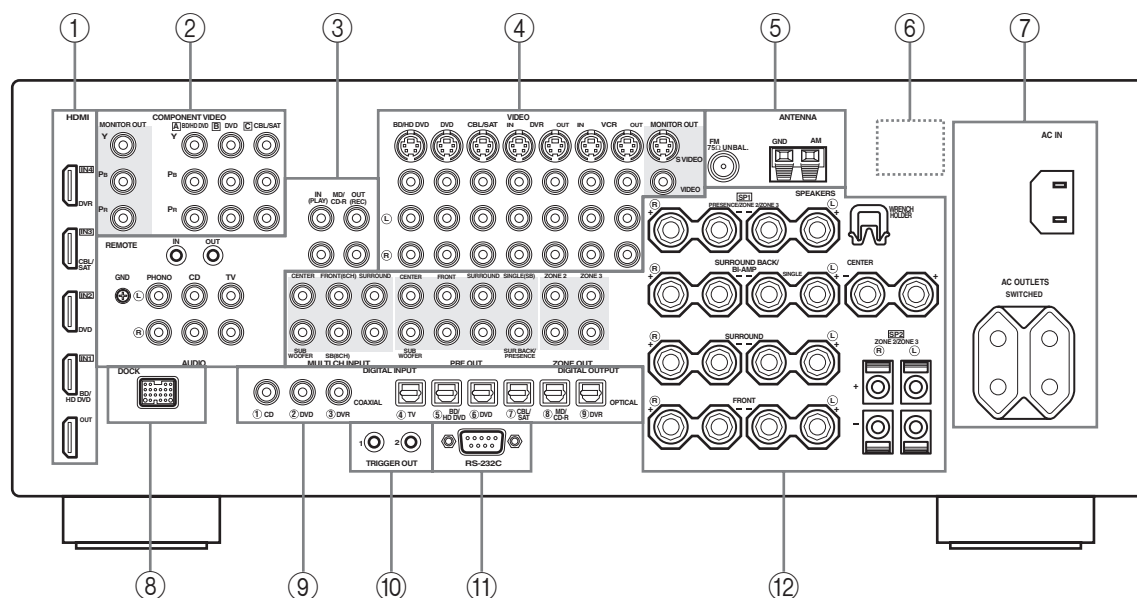 ① ② ③ ④ ⑤ ⑥ ⑦
HDMI
IN4
DVR
IN3
CBL/
SAT
IN2
DVD
IN1
BD/
HD DVD
OUT
COMPONENT VIDEO
MONITOR OUT
A BD/HD DVD B DVD C CBL/SAT
Y Y
PB PB
PR PR
REMOTE
IN OUT
GND PHONO CD TV
L
R
AUDIO
IN
(PLAY)
MD/
CD-R
OUT
(REC)
VIDEO
BD/HD DVD DVD CBL/SAT IN DVR OUT IN VCR OUT MONITOR OUT
S VIDEO
VIDEO
L
R
CENTER FRONT(6CH) SURROUND
SUB
WOOFER
SB(8CH)
MULTI CH INPUT
CENTER FRONT SURROUND SINGLE(SB)
SUB
WOOFER
SUR.BACK/
PRESENCE
PRE OUT
ZONE 2 ZONE 3
ZONE OUT
ANTENNA
FM
75Ω UNBAL.
GND AM
SPEAKERS
SP1
PRESENCE/ZONE 2/ZONE 3
R L
+ – – +
WRENCH
HOLDER
SURROUND BACK/
BI-AMP
SINGLE
R L
+ – – +
CENTER
– +
SURROUND
R L
+ – – +
FRONT
R L
+ – – +
SP2
ZONE 2/ZONE 3
R L
+
–
AC IN
AC OUTLETS
SWITCHED
DOCK
DIGITAL INPUT DIGITAL OUTPUT
COAXIAL OPTICAL
① CD ② DVD ③ DVR ④ TV ⑤ BD/
HD DVD
⑥ DVD ⑦ CBL/
SAT
⑧ MD/
CD-R
⑨ DVR
1 2
TRIGGER OUT
RS-232C
⑧ ⑨ ⑩ ⑪ ⑫